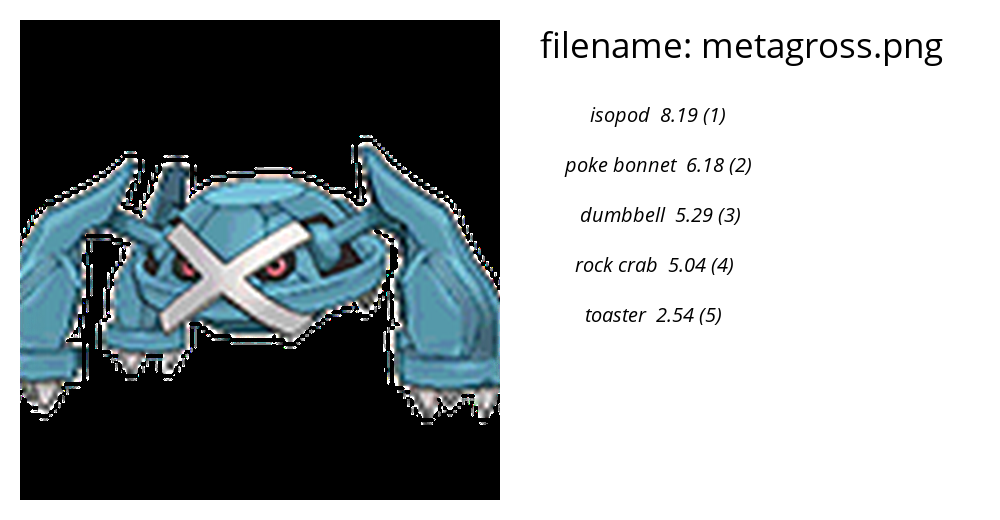 filename: metagross.png
isopod 8.19 (1)
poke bonnet 6.18 (2)
dumbbell 5.29 (3)
rock crab 5.04 (4)
toaster 2.54 (5)